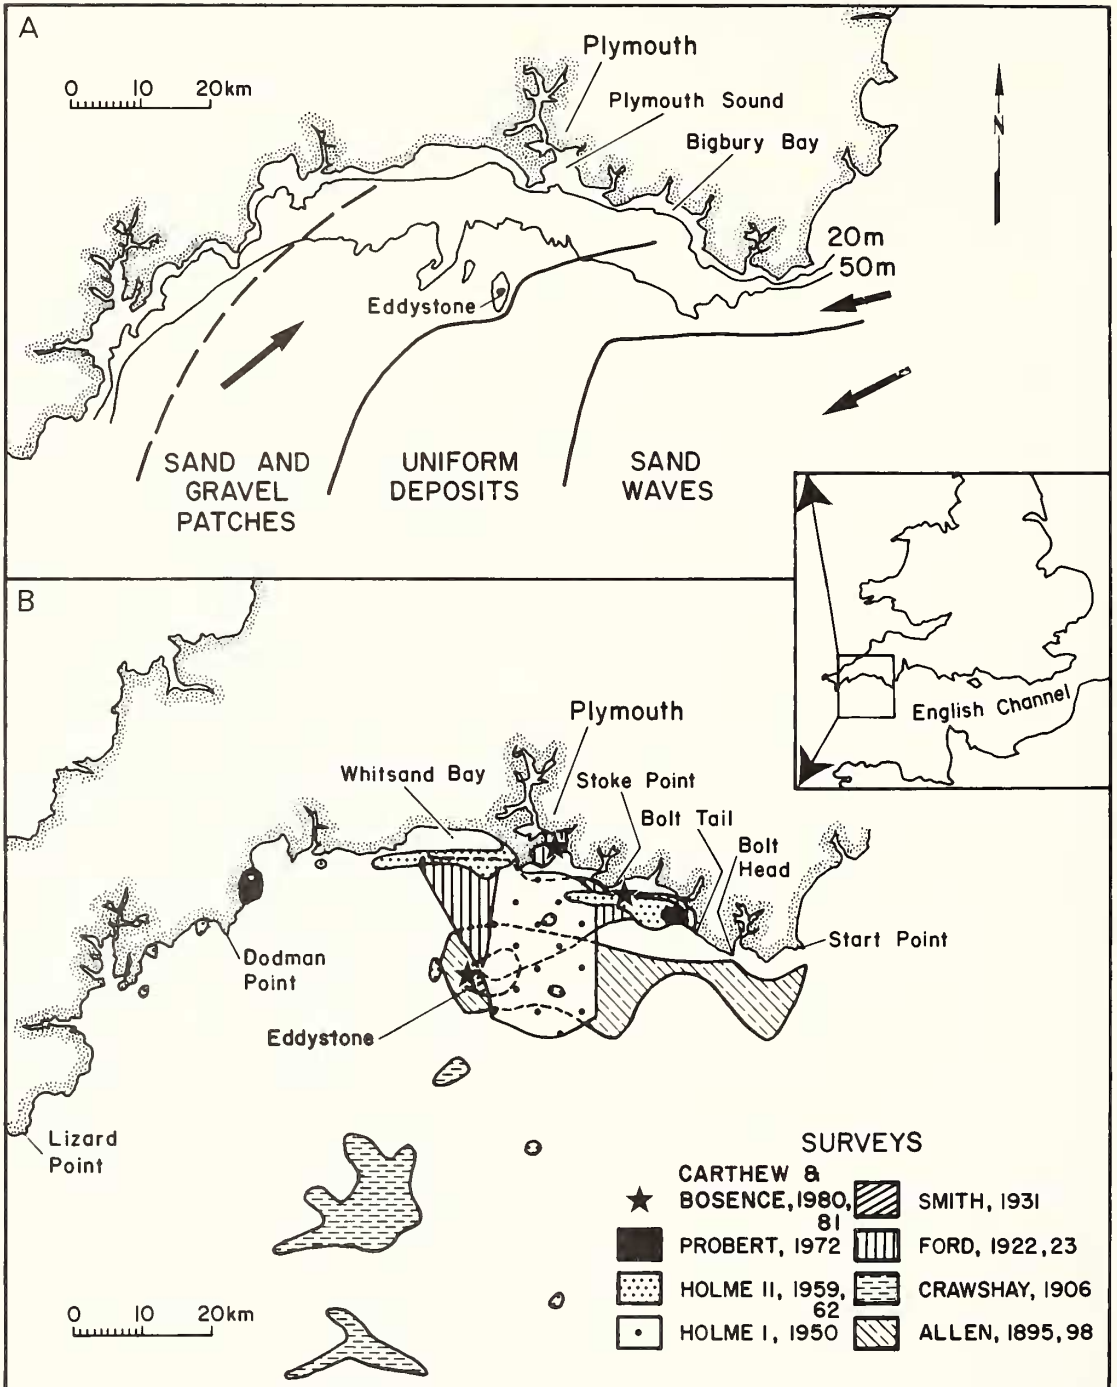 A
0 10 20km
Plymouth
Plymouth Sound
Bigbury Bay
N
20m
50m
Eddystone
SAND AND
GRAVEL
PATCHES
UNIFORM
DEPOSITS
SAND
WAVES
English Channel
B
Plymouth
Whitsand Bay
Stoke Point
Bolt Tail
Bolt
Head
Start Point
Dodman
Point
Eddystone
Lizard
Point
0 10 20km
SURVEYS
CARTHEW &
BOSENCE, 1980,
81
PROBERT, 1972
HOLME II, 1959,
62
HOLME I, 1950
SMITH, 1931
FORD, 1922,23
CRAWSHAY, 1906
ALLEN, 1895,98